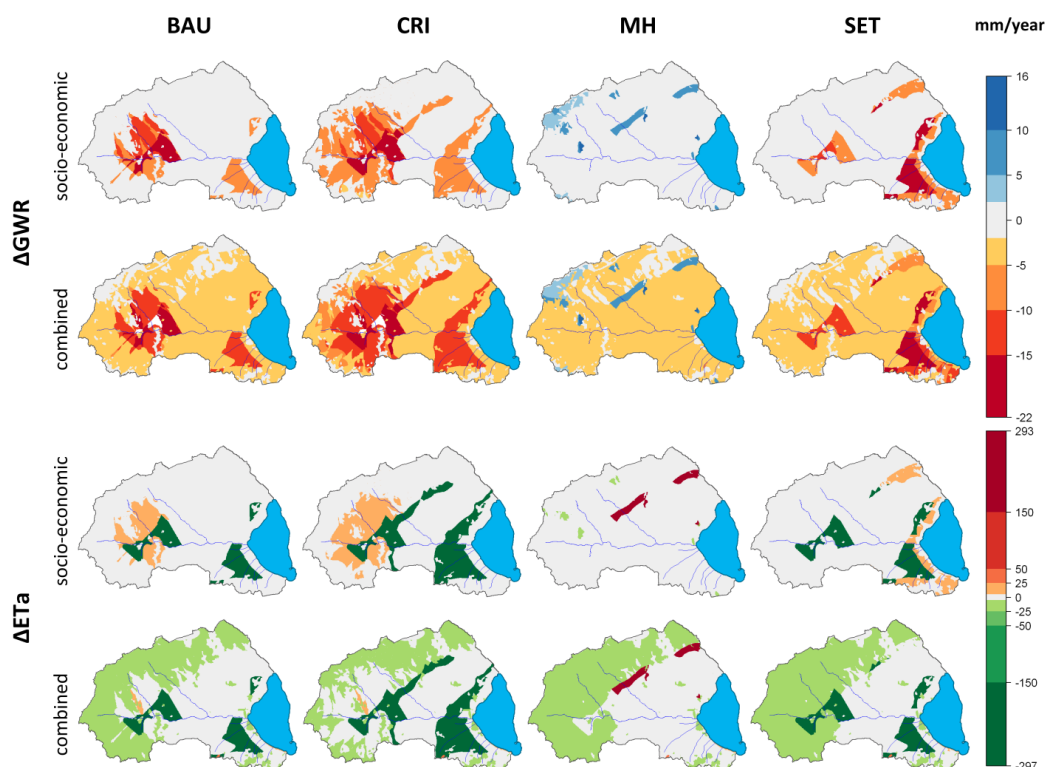 BAU CRI MH SET mm/year
ΔGWR
socio-economic
combined
16
10
5
0
-5
-10
-15
-22
ΔETa
socio-economic
combined
293
150
50
25
0
-25
-50
-150
-297